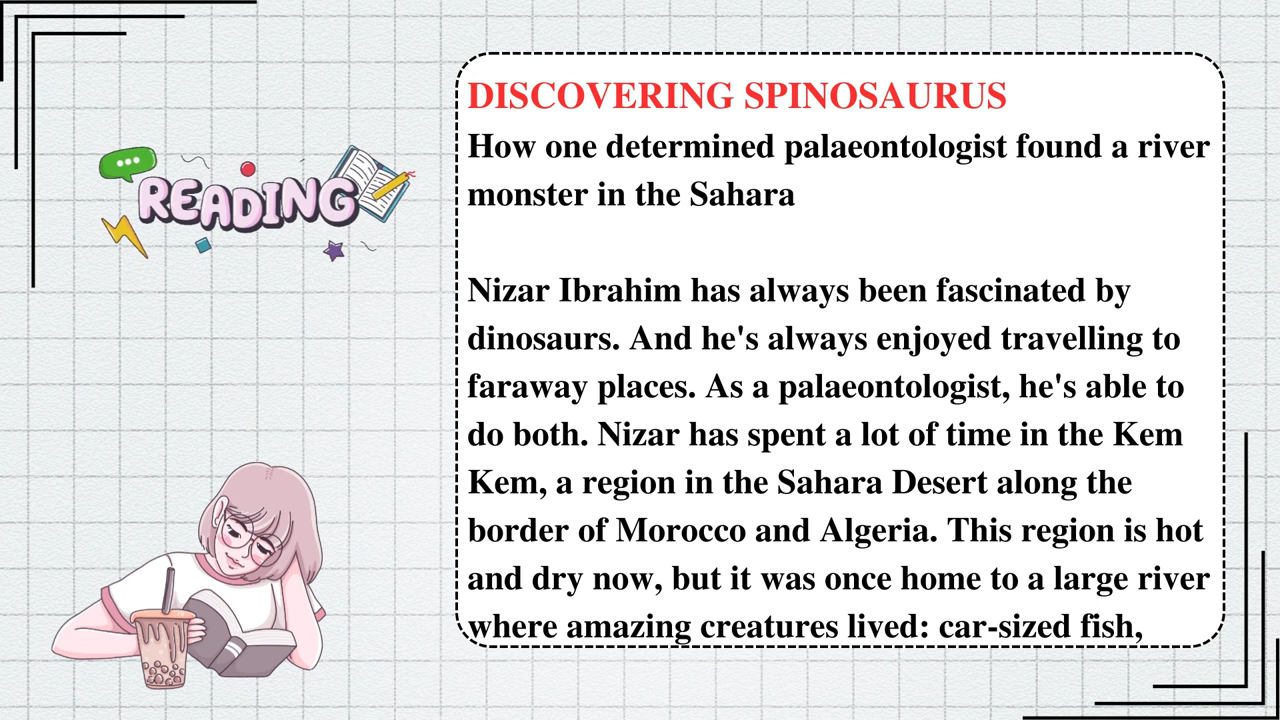 READING
DISCOVERING SPINOSAURUS
How one determined palaeontologist found a river
monster in the Sahara
Nizar Ibrahim has always been fascinated by
dinosaurs. And he's always enjoyed travelling to
faraway places. As a palaeontologist, he's able to
do both. Nizar has spent a lot of time in the Kem
Kem, a region in the Sahara Desert along the
border of Morocco and Algeria. This region is hot
and dry now, but it was once home to a large river
where amazing creatures lived: car-sized fish,